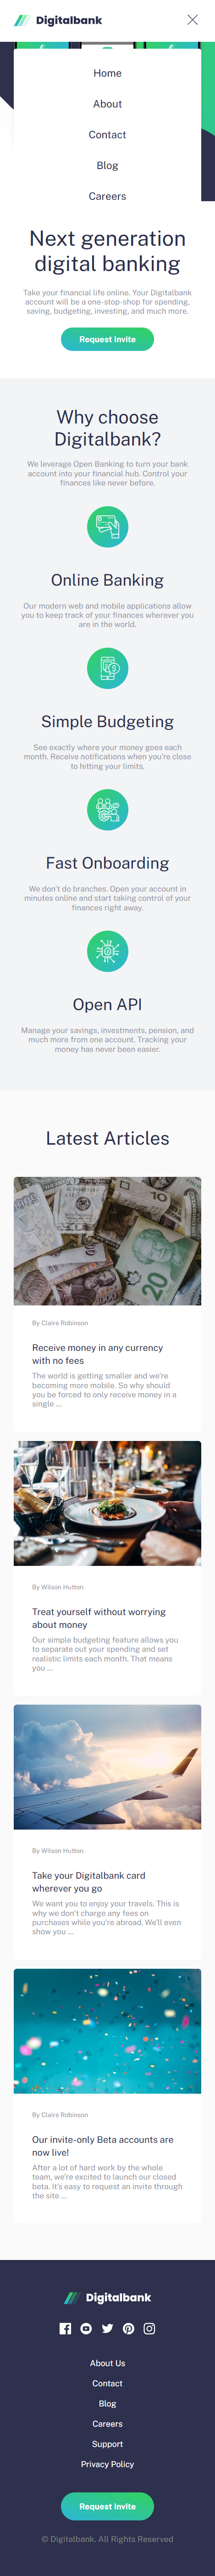 Digitalbank
Home
About
Contact
Blog
Careers
Next generation
digital banking
Take your financial life online. Your Digitalbank
account will be a one-stop-shop for spending,
saving, budgeting, investing, and much more.
Request Invite
Why choose
Digitalbank?
We leverage Open Banking to turn your bank
account into your financial hub. Control your
finances like never before.
Online Banking
Our modern web and mobile applications allow
you to keep track of your finances wherever you
are in the world.
Simple Budgeting
See exactly where your money goes each
month. Receive notifications when you're close
to hitting your limits.
Fast Onboarding
We don't do branches. Open your account in
minutes online and start taking control of your
finances right away.
Open API
Manage your savings, investments, pension, and
much more from one account. Tracking your
money has never been easier.
Latest Articles
By Claire Robinson
Receive money in any currency
with no fees
The world is getting smaller and we're
becoming more mobile. So why should
you be forced to only receive money in a
single …
By Wilson Hutton
Treat yourself without worrying
about money
Our simple budgeting feature allows you
to separate out your spending and set
realistic limits each month. That means
you …
By Wilson Hutton
Take your Digitalbank card
wherever you go
We want you to enjoy your travels. This is
why we don't charge any fees on
purchases while you're abroad. We'll even
show you …
By Claire Robinson
Our invite-only Beta accounts are
now live!
After a lot of hard work by the whole
team, we're excited to launch our closed
beta. It's easy to request an invite through
the site ...
Digitalbank
About Us
Contact
Blog
Careers
Support
Privacy Policy
Request Invite
© Digitalbank. All Rights Reserved